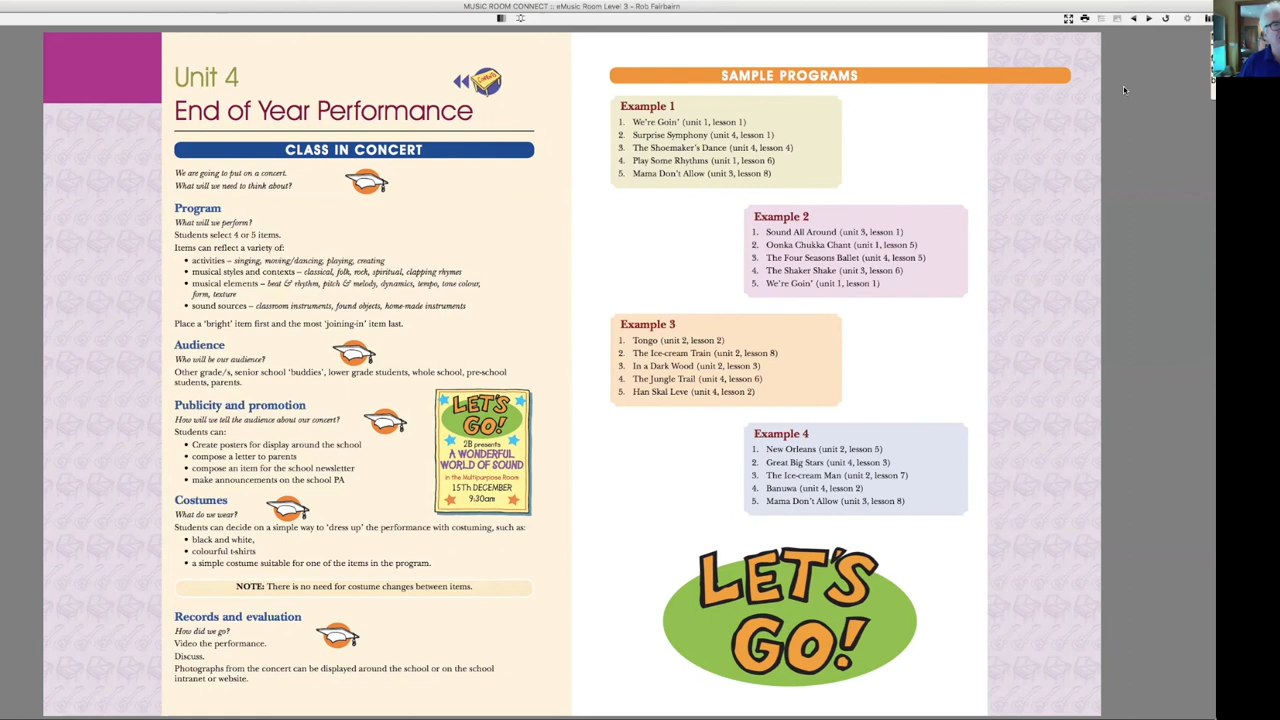 MUSIC ROOM CONNECT :: eMusic Room Level 3 - Rob Fairbairn
Unit 4
End of Year Performance
CLASS IN CONCERT
We are going to put on a concert.
What will we need to think about?
Program
What will we perform?
Students select 4 or 5 items.
Items can reflect a variety of:
• activities – singing, moving/dancing, playing, creating
• musical styles and contexts – classical, folk, rock, spiritual, clapping rhymes
• musical elements – beat & rhythm, pitch & melody, dynamics, tempo, tone colour,
form, texture
• sound sources – classroom instruments, found objects, home-made instruments
Place a 'bright' item first and the most 'joining-in' item last.
Audience
Who will be our audience?
Other grade/s, senior school 'buddies', lower grade students, whole school, pre-school
students, parents.
Publicity and promotion
How will we tell the audience about our concert?
Students can:
• Create posters for display around the school
• compose a letter to parents
• compose an item for the school newsletter
• make announcements on the school PA
LET'S
GO!
2B presents
A WONDERFUL
WORLD OF SOUND
in the Multipurpose Room
15Th DECEMBER
9:30am
Costumes
What do we wear?
Students can decide on a simple way to 'dress up' the performance with costuming, such as:
• black and white,
• colourful t-shirts
• a simple costume suitable for one of the items in the program.
NOTE: There is no need for costume changes between items.
Records and evaluation
How did we go?
Video the performance.
Discuss.
Photographs from the concert can be displayed around the school or on the school
intranet or website.
SAMPLE PROGRAMS
Example 1
1. We're Goin' (unit 1, lesson 1)
2. Surprise Symphony (unit 4, lesson 1)
3. The Shoemaker's Dance (unit 4, lesson 4)
4. Play Some Rhythms (unit 1, lesson 6)
5. Mama Don't Allow (unit 3, lesson 8)
Example 2
1. Sound All Around (unit 3, lesson 1)
2. Oonka Chukka Chant (unit 1, lesson 5)
3. The Four Seasons Ballet (unit 4, lesson 5)
4. The Shaker Shake (unit 3, lesson 6)
5. We're Goin' (unit 1, lesson 1)
Example 3
1. Tongo (unit 2, lesson 2)
2. The Ice-cream Train (unit 2, lesson 8)
3. In a Dark Wood (unit 2, lesson 3)
4. The Jungle Trail (unit 4, lesson 6)
5. Han Skal Leve (unit 4, lesson 2)
Example 4
1. New Orleans (unit 2, lesson 5)
2. Great Big Stars (unit 4, lesson 3)
3. The Ice-cream Man (unit 2, lesson 7)
4. Banuwa (unit 4, lesson 2)
5. Mama Don't Allow (unit 3, lesson 8)
LET'S
GO!